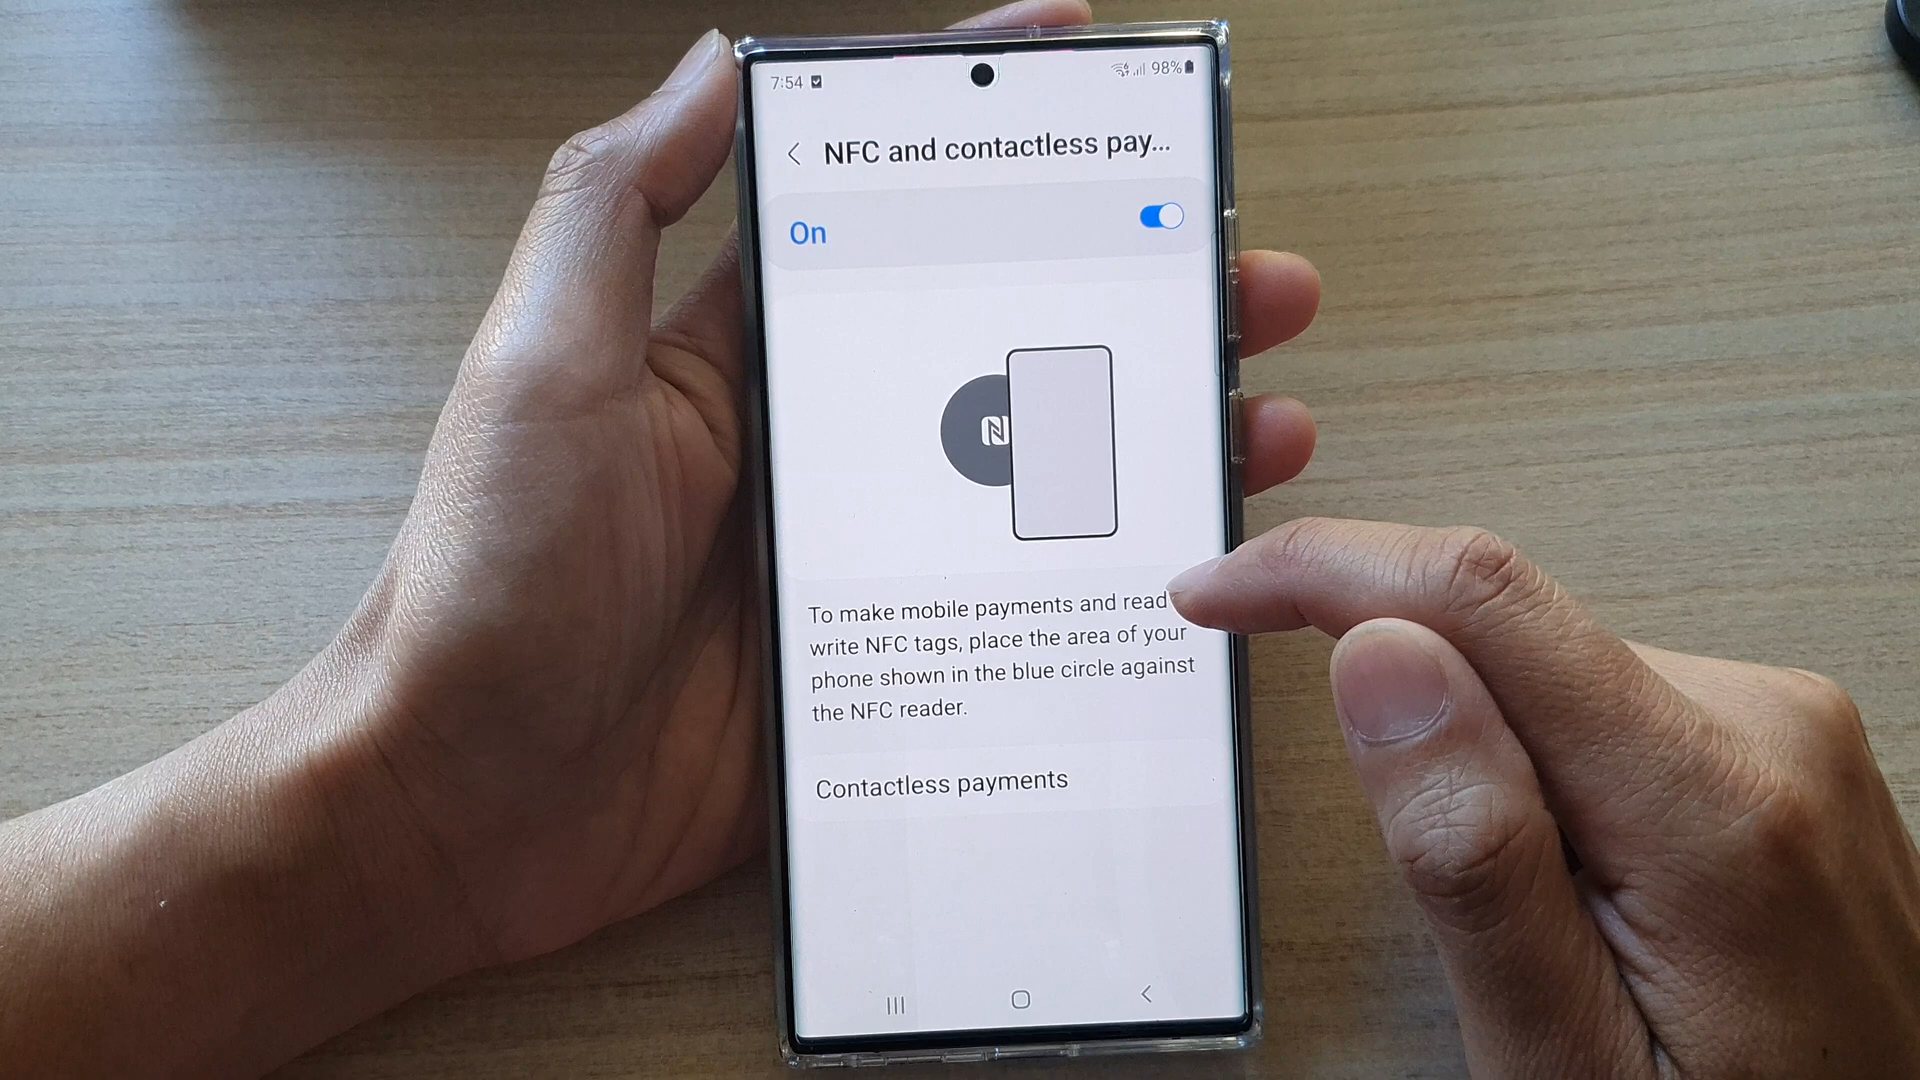 7:54 98%
NFC and contactless pay...
On
N
To make mobile payments and read
write NFC tags, place the area of your
phone shown in the blue circle against
the NFC reader.
Contactless payments